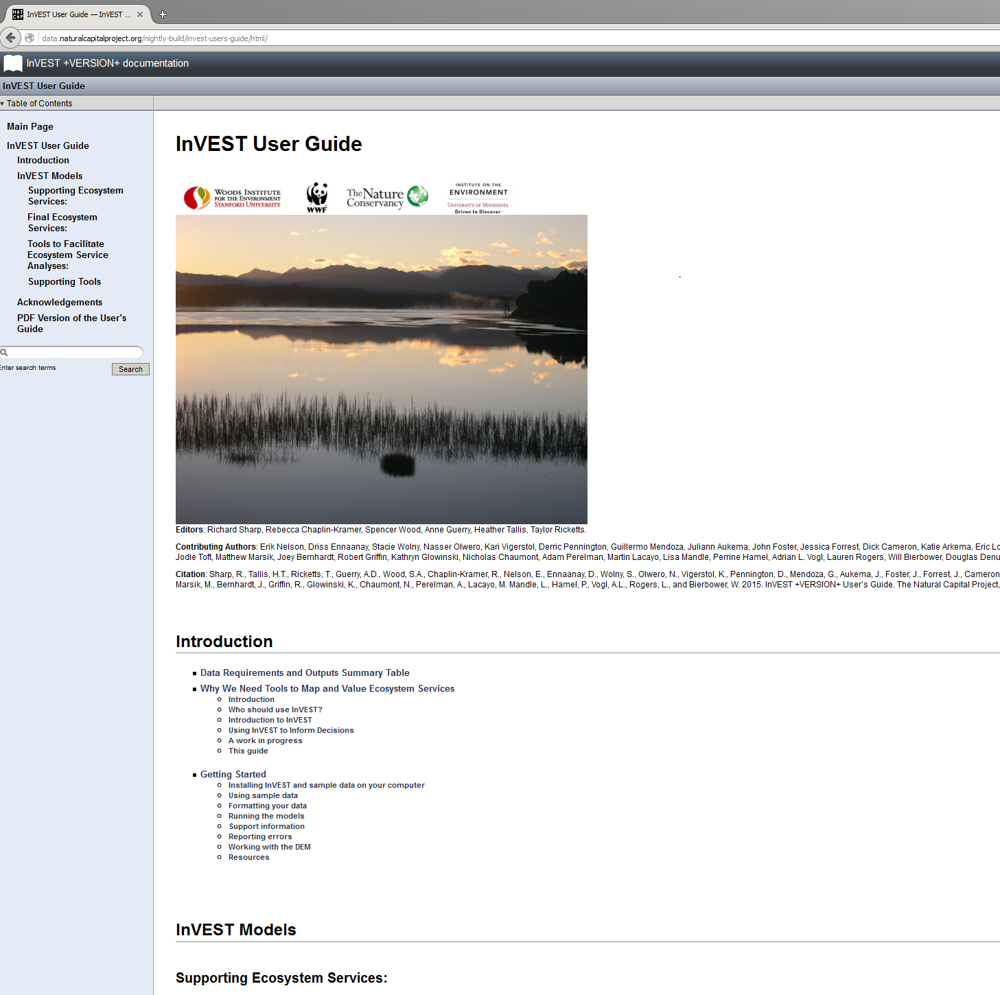 NAT CAP
InVEST User Guide — InVEST ...
data.naturalcapitalproject.org/nightly-build/invest-users-guide/html/
InVEST +VERSION+ documentation
InVEST User Guide
Table of Contents
Main Page
InVEST User Guide
Introduction
InVEST Models
Supporting Ecosystem
Services:
Final Ecosystem
Services:
Tools to Facilitate
Ecosystem Service
Analyses:
Supporting Tools
Acknowledgements
PDF Version of the User's
Guide
Enter search terms
Search
InVEST User Guide
WOODS INSTITUTE
FOR THE ENVIRONMENT
STANFORD UNIVERSITY
WWF
The Nature
Conservancy
INSTITUTE ON THE
ENVIRONMENT
UNIVERSITY OF MINNESOTA
Driven to Discover
Editors: Richard Sharp, Rebecca Chaplin-Kramer, Spencer Wood, Anne Guerry, Heather Tallis, Taylor Ricketts.
Contributing Authors: Erik Nelson, Driss Ennaanay, Stacie Wolny, Nasser Olwero, Kari Vigerstol, Derric Pennington, Guillermo Mendoza, Juliann Aukema, John Foster, Jessica Forrest, Dick Cameron, Katie Arkema, Eric Lo
Jodie Toft, Matthew Marsik, Joey Bernhardt, Robert Griffin, Kathryn Glowinski, Nicholas Chaumont, Adam Perelman, Martin Lacayo, Lisa Mandle, Perrine Hamel, Adrian L. Vogl, Lauren Rogers, Will Bierbower, Douglas Denu
Citation: Sharp, R., Tallis, H.T., Ricketts, T., Guerry, A.D., Wood, S.A., Chaplin-Kramer, R., Nelson, E., Ennaanay, D., Wolny, S., Olwero, N., Vigerstol, K., Pennington, D., Mendoza, G., Aukema, J., Foster, J., Forrest, J., Cameron
Marsik, M., Bernhardt, J., Griffin, R., Glowinski, K., Chaumont, N., Perelman, A., Lacayo, M. Mandle, L., Hamel, P., Vogl, A.L., Rogers, L., and Bierbower, W. 2015. InVEST +VERSION+ User's Guide. The Natural Capital Project,
Introduction
Data Requirements and Outputs Summary Table
Why We Need Tools to Map and Value Ecosystem Services
Introduction
Who should use InVEST?
Introduction to InVEST
Using InVEST to Inform Decisions
A work in progress
This guide
Getting Started
Installing InVEST and sample data on your computer
Using sample data
Formatting your data
Running the models
Support information
Reporting errors
Working with the DEM
Resources
InVEST Models
Supporting Ecosystem Services: